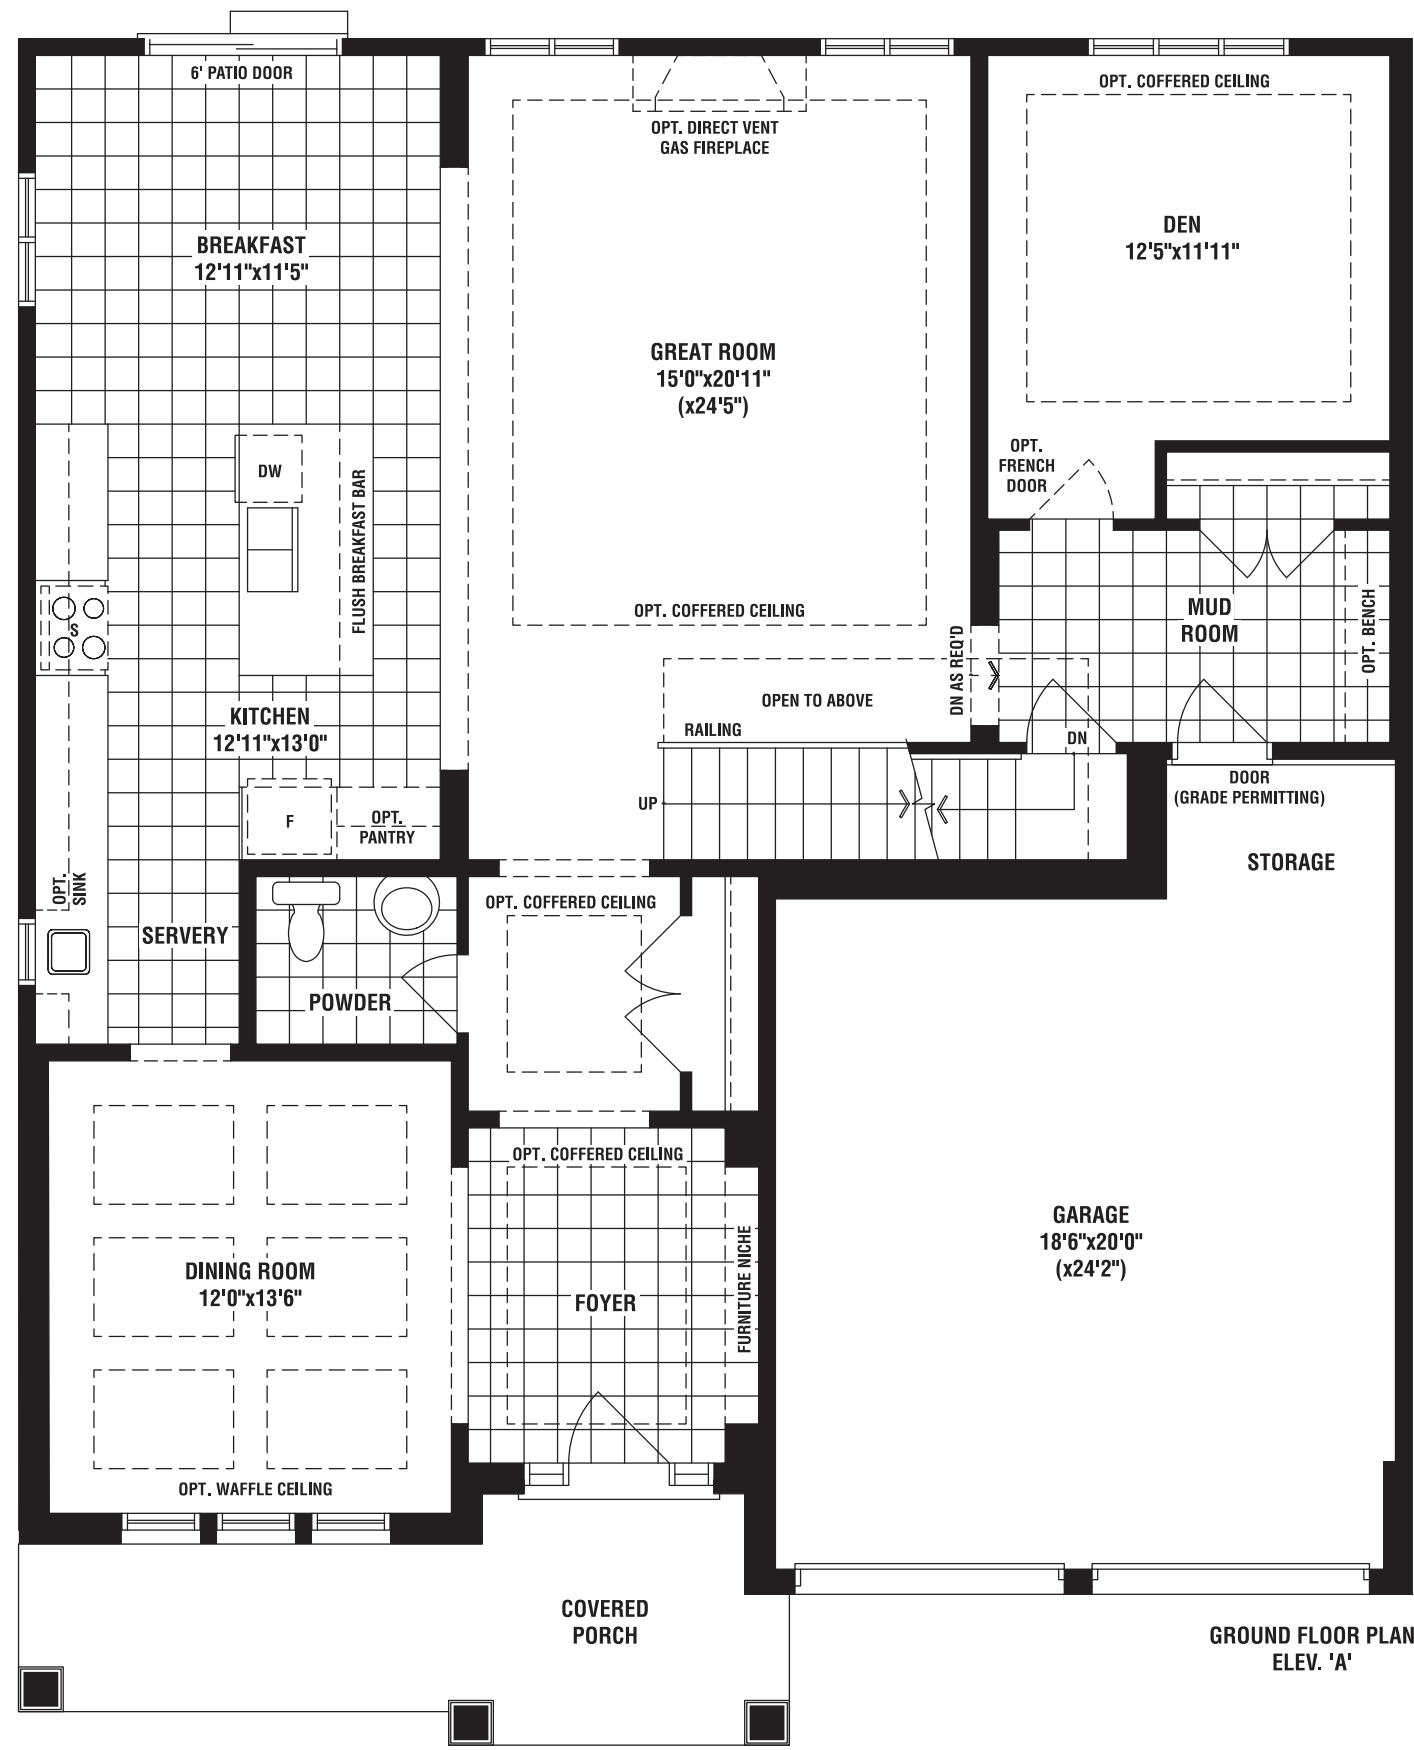 6' PATIO DOOR
OPT. DIRECT VENT
GAS FIREPLACE
OPT. COFFERED CEILING
BREAKFAST
12'11"x11'5"
DEN
12'5"x11'11"
GREAT ROOM
15'0"x20'11"
(x24'5")
OPT.
FRENCH
DOOR
DW
FLUSH BREAKFAST BAR
S
OPT. COFFERED CEILING
MUD
ROOM
OPT. BENCH
DN AS REQ'D
OPEN TO ABOVE
RAILING
DN
KITCHEN
12'11"x13'0"
UP
DOOR
(GRADE PERMITTING)
F
OPT.
PANTRY
STORAGE
OPT.
SINK
SERVERY
OPT. COFFERED CEILING
POWDER
OPT. COFFERED CEILING
GARAGE
18'6"x20'0"
(x24'2")
DINING ROOM
12'0"x13'6"
FOYER
FURNITURE NICHE
OPT. WAFFLE CEILING
COVERED
PORCH
GROUND FLOOR PLAN
ELEV. 'A'